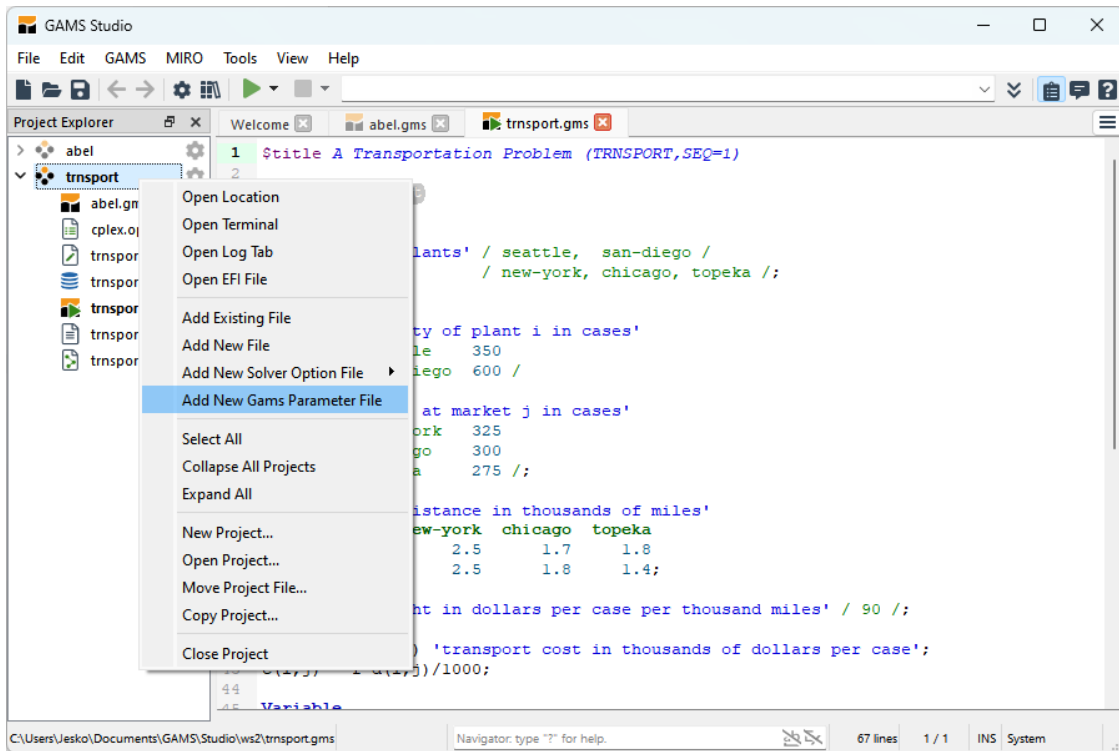 GAMS Studio
File Edit GAMS MIRO Tools View Help
Project Explorer
Welcome abel.gms trnsport.gms
abel
trnsport
abel.gm
cplex.o
trnspor
trnspor
trnspor
trnspor
trnspor
Open Location
Open Terminal
Open Log Tab
Open EFI File
Add Existing File
Add New File
Add New Solver Option File
Add New Gams Parameter File
Select All
Collapse All Projects
Expand All
New Project...
Open Project...
Move Project File...
Copy Project...
Close Project
1 $title A Transportation Problem (TRNSPORT,SEQ=1)
2
lants' / seattle, san-diego /
/ new-york, chicago, topeka /;
ty of plant i in cases'
le 350
iego 600 /
at market j in cases'
ork 325
go 300
a 275 /;
istance in thousands of miles'
ew-york chicago topeka
2.5 1.7 1.8
2.5 1.8 1.4;
ht in dollars per case per thousand miles' / 90 /;
) 'transport cost in thousands of dollars per case';
)/1000;
44
45 Variable
C:\Users\Jesko\Documents\GAMS\Studio\ws2\trnsport.gms
Navigator: type "?" for help.
67 lines 1 / 1 INS System